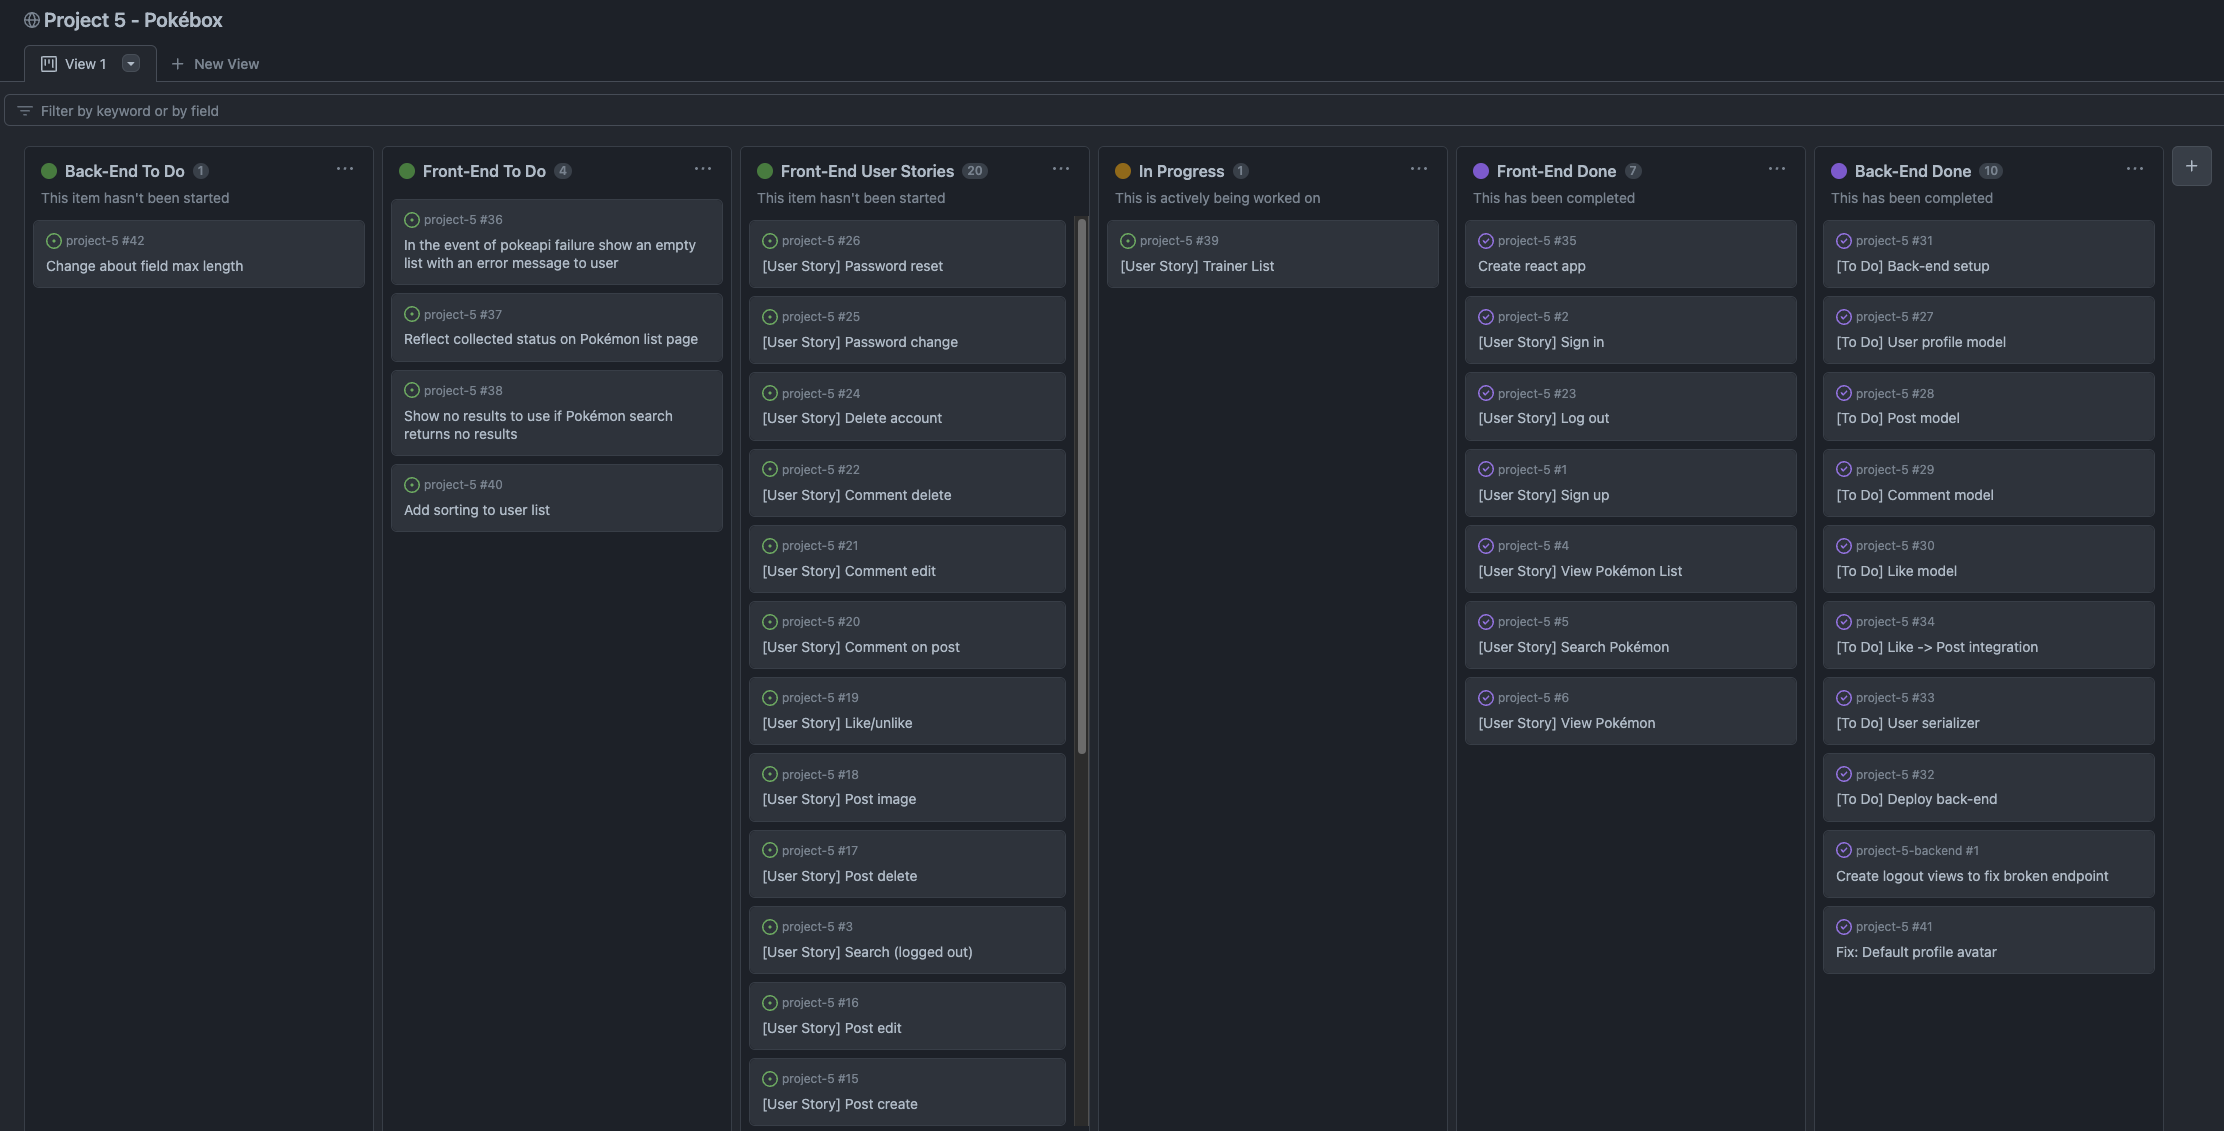 Project 5 - Pokébox
View 1
New View
Filter by keyword or by field
Back-End To Do 1
This item hasn't been started
project-5 #42
Change about field max length
Front-End To Do 4
project-5 #36
In the event of pokeapi failure show an empty
list with an error message to user
project-5 #37
Reflect collected status on Pokémon list page
project-5 #38
Show no results to use if Pokémon search
returns no results
project-5 #40
Add sorting to user list
Front-End User Stories 20
This item hasn't been started
project-5 #26
[User Story] Password reset
project-5 #25
[User Story] Password change
project-5 #24
[User Story] Delete account
project-5 #22
[User Story] Comment delete
project-5 #21
[User Story] Comment edit
project-5 #20
[User Story] Comment on post
project-5 #19
[User Story] Like/unlike
project-5 #18
[User Story] Post image
project-5 #17
[User Story] Post delete
project-5 #3
[User Story] Search (logged out)
project-5 #16
[User Story] Post edit
project-5 #15
[User Story] Post create
In Progress 1
This is actively being worked on
project-5 #39
[User Story] Trainer List
Front-End Done 7
This has been completed
project-5 #35
Create react app
project-5 #2
[User Story] Sign in
project-5 #23
[User Story] Log out
project-5 #1
[User Story] Sign up
project-5 #4
[User Story] View Pokémon List
project-5 #5
[User Story] Search Pokémon
project-5 #6
[User Story] View Pokémon
Back-End Done 10
This has been completed
project-5 #31
[To Do] Back-end setup
project-5 #27
[To Do] User profile model
project-5 #28
[To Do] Post model
project-5 #29
[To Do] Comment model
project-5 #30
[To Do] Like model
project-5 #34
[To Do] Like -> Post integration
project-5 #33
[To Do] User serializer
project-5 #32
[To Do] Deploy back-end
project-5-backend #1
Create logout views to fix broken endpoint
project-5 #41
Fix: Default profile avatar